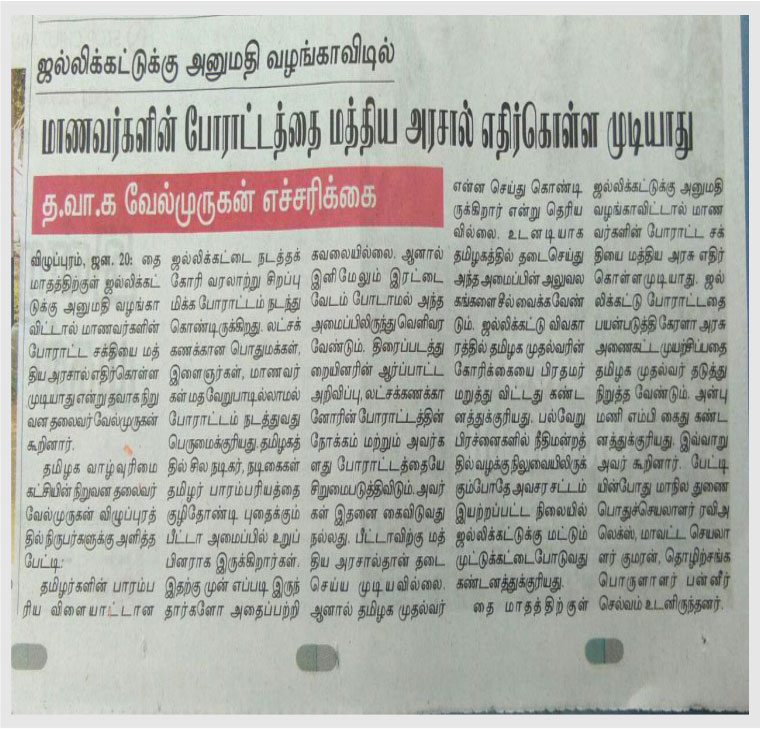 ஜல்லிக்கட்டுக்கு அனுமதி வழங்காவிடில்
மாணவர்களின் போராட்டத்தை மத்திய அரசால் எதிர்கொள்ள முடியாது
த.வா.க வேல்முருகன் எச்சரிக்கை
விழுப்புரம், ஜன. 20: தை
மாதத்திற்குள் ஜல்லிக்கட்
டுக்கு அனுமதி வழங்கா
விட்டால் மாணவர்களின்
போராட்ட சக்தியை மத்
திய அரசால் எதிர்கொள்ள
முடியாது என்று தவாக நிறு
வன தலைவர் வேல்முருகன்
கூறினார்.
தமிழக வாழ்வுரிமை
கட்சியின் நிறுவன தலைவர்
வேல்முருகன் விழுப்புரத்
தில் நிருபர்களுக்கு அளித்த
பேட்டி:
தமிழர்களின் பாரம்ப
ரிய விளையாட்டான
ஜல்லிக்கட்டை நடத்தக்
கோரி வரலாற்று சிறப்பு
மிக்க போராட்டம் நடந்து
கொண்டிருக்கிறது. லட்சக்
கணக்கான பொதுமக்கள்,
இளைஞர்கள், மாணவர்
கள் மதவேறுபாடில்லாமல்
போராட்டம் நடத்துவது
பெருமைக்குரியது. தமிழகத்
தில் சில நடிகர், நடிகைகள்
தமிழர் பாரம்பரியத்தை
குழிதோண்டி புதைக்கும்
பீட்டா அமைப்பில் உறுப்
பினராக இருக்கிறார்கள்.
இதற்கு முன் எப்படி இருந்
தார்களோ அதைப்பற்றி
கவலையில்லை. ஆனால்
இனிமேலும் இரட்டை
வேடம் போடாமல் அந்த
அமைப்பிலிருந்து வெளிவர
வேண்டும். திரைப்படத்து
றையினரின் ஆர்ப்பாட்ட
அறிவிப்பு, லட்சக்கணக்கா
னோரின் போராட்டத்தின்
நோக்கம் மற்றும் அவர்க
ளது போராட்டத்தையே
சிறுமைபடுத்திவிடும். அவர்
கள் இதனை கைவிடுவது
நல்லது. பீட்டாவிற்கு மத்
திய அரசால்தான் தடை
செய்ய முடியவில்லை.
ஆனால் தமிழக முதல்வர்
என்ன செய்து கொண்டி
ருக்கிறார் என்று தெரிய
வில்லை. உடனடியாக
தமிழகத்தில் தடைசெய்து
அந்த அமைப்பின் அலுவல
கங்களை சீல் வைக்கவேண்
டும். ஜல்லிக்கட்டு விவகா
ரத்தில் தமிழக முதல்வரின்
கோரிக்கையை பிரதமர்
மறுத்து விட்டது கண்ட
னத்துக்குரியது. பல்வேறு
பிரச்னைகளில் நீதிமன்றத்
தில் வழக்கு நிலுவையிலிருக்
கும்போதே அவசர சட்டம்
இயற்றப்பட்ட நிலையில்
ஜல்லிக்கட்டுக்கு மட்டும்
முட்டுக்கட்டை போடுவது
கண்டனத்துக்குரியது.
தை மாதத்திற்குள்
ஜல்லிக்கட்டுக்கு அனுமதி
வழங்காவிட்டால் மாண
வர்களின் போராட்ட சக்
தியை மத்திய அரசு எதிர்
கொள்ளமுடியாது. ஜல்
லிக்கட்டு போராட்டதை
பயன்படுத்தி கேரளா அரசு
அணைகட்ட முயற்சிப்பதை
தமிழக முதல்வர் தடுத்து
நிறுத்த வேண்டும். அன்பு
மணி எம்பி கைது கண்ட
னத்துக்குரியது. இவ்வாறு
அவர் கூறினார். பேட்டி
யின்போது மாநில துணை
பொதுச்செயலாளர் ரவிஅ
லெக்ஸ், மாவட்ட செயலா
ளர் குமரன், தொழிற்சங்க
பொருளாளர் பன்னீர்
செல்வம் உடனிருந்தனர்.